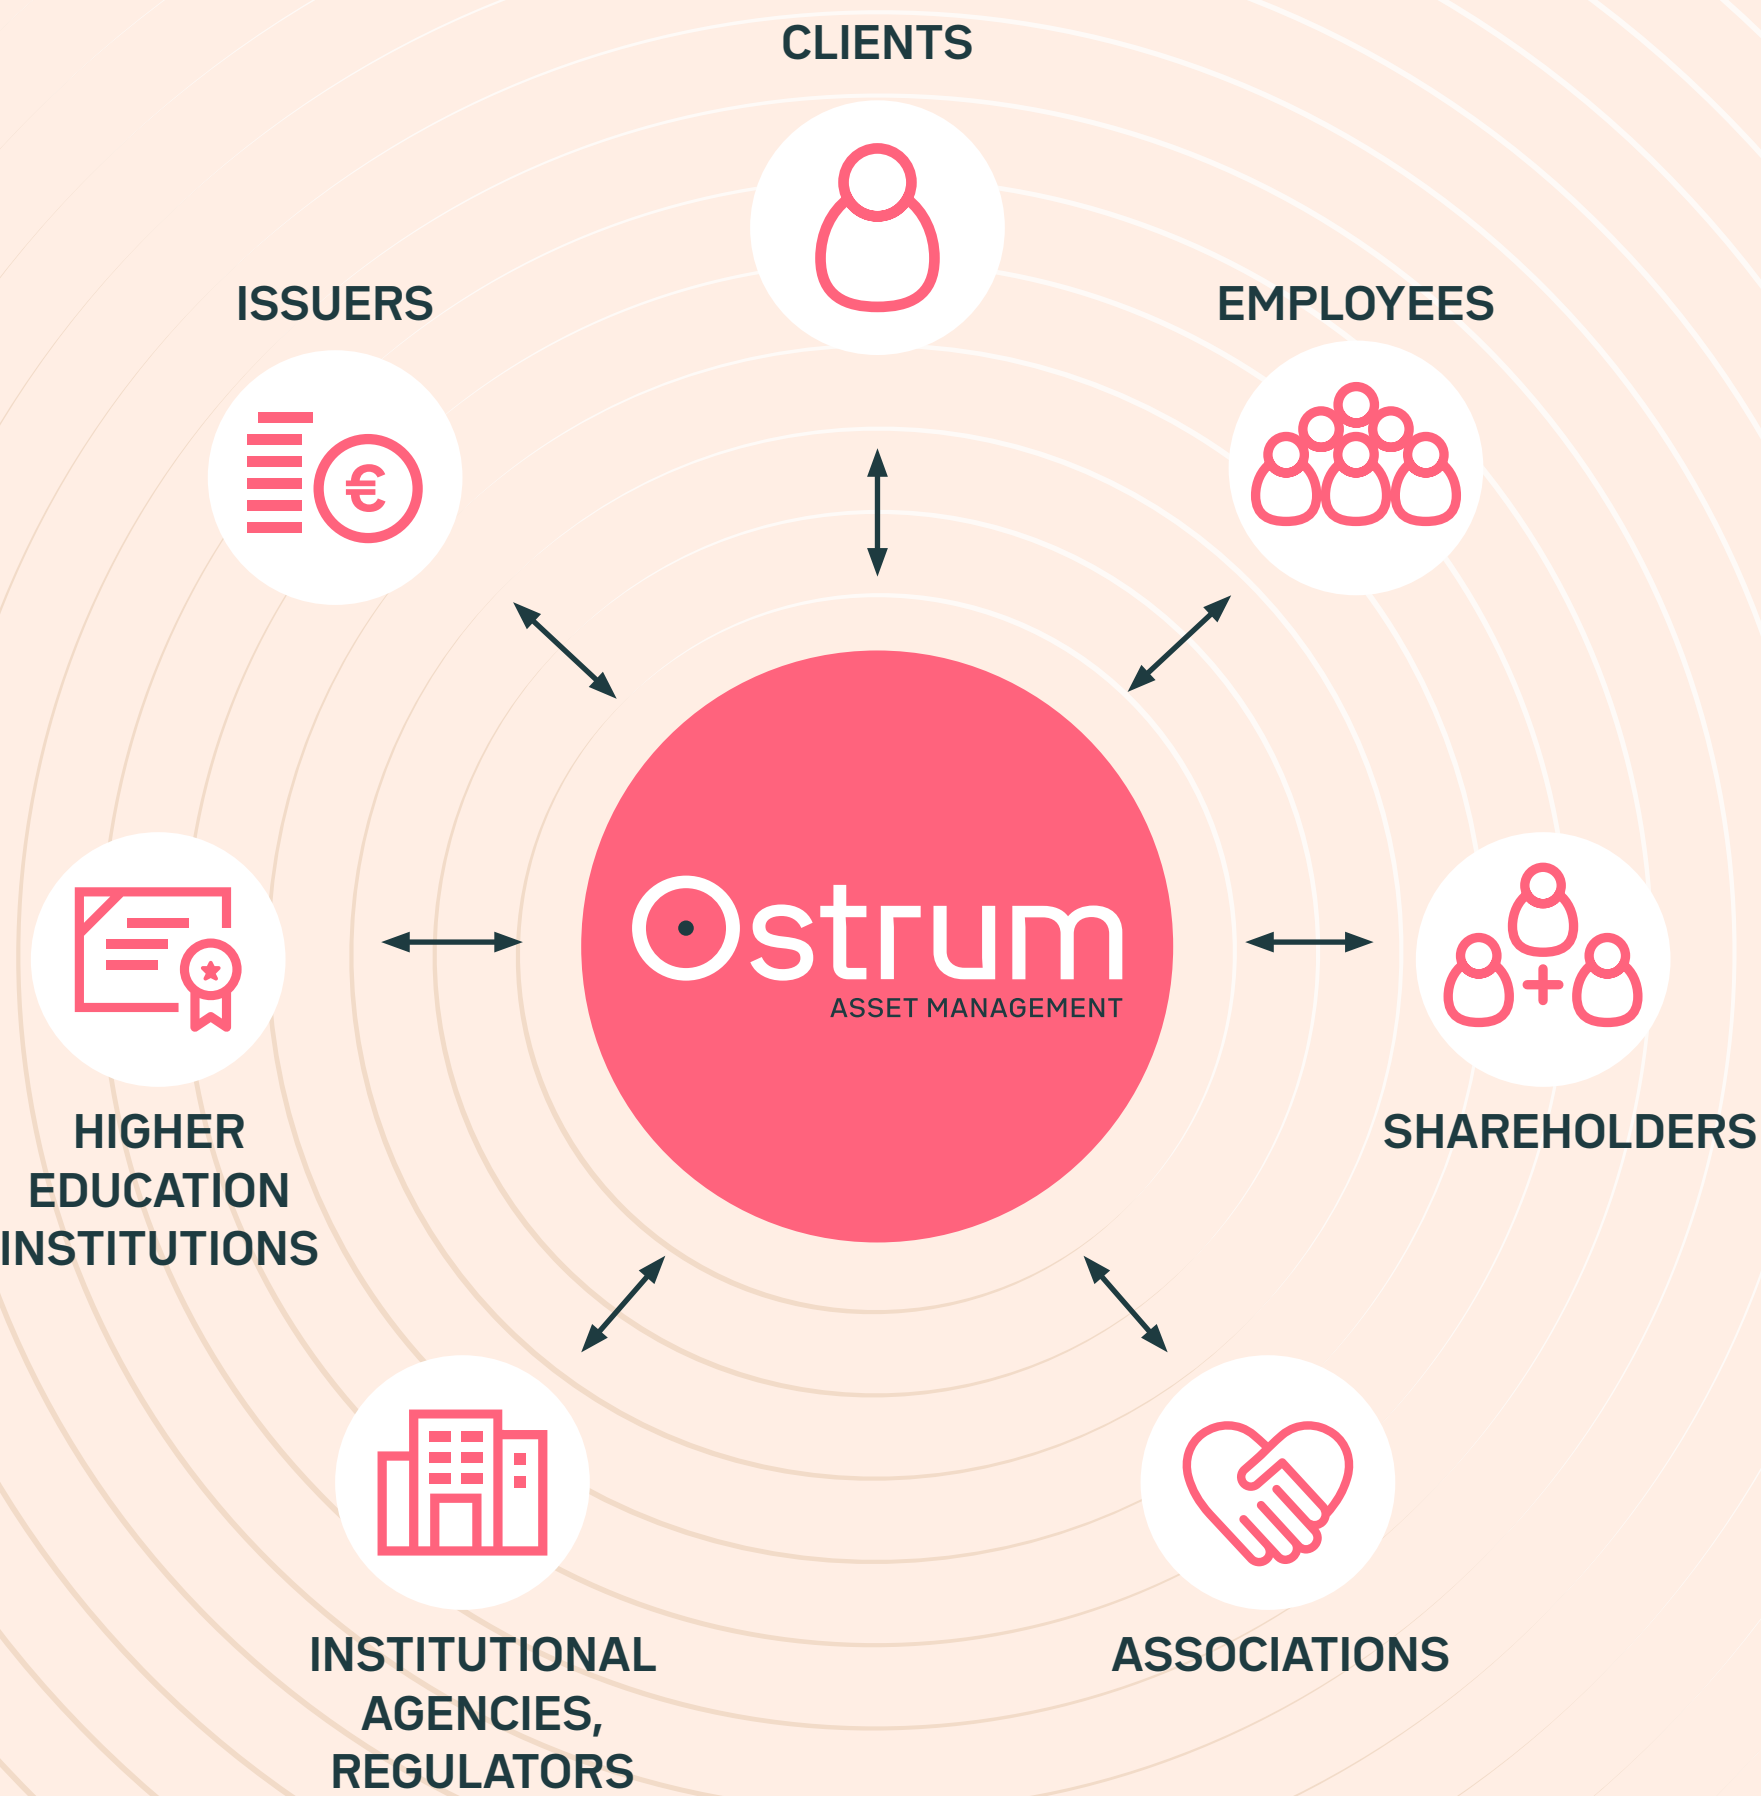 CLIENTS
ISSUERS
EMPLOYEES
€
Ostrum
ASSET MANAGEMENT
HIGHER
EDUCATION
INSTITUTIONS
SHAREHOLDERS
INSTITUTIONAL
AGENCIES,
REGULATORS
ASSOCIATIONS